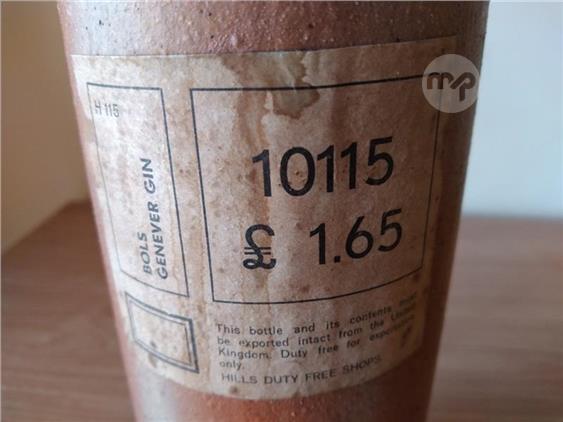 H 115
BOLS
GENEVER GIN
10115
£ 1.65
This bottle and its contents must
be exported intact from the United
Kingdom. Duty free for exportation
only.
HILLS DUTY FREE SHOPS
mp